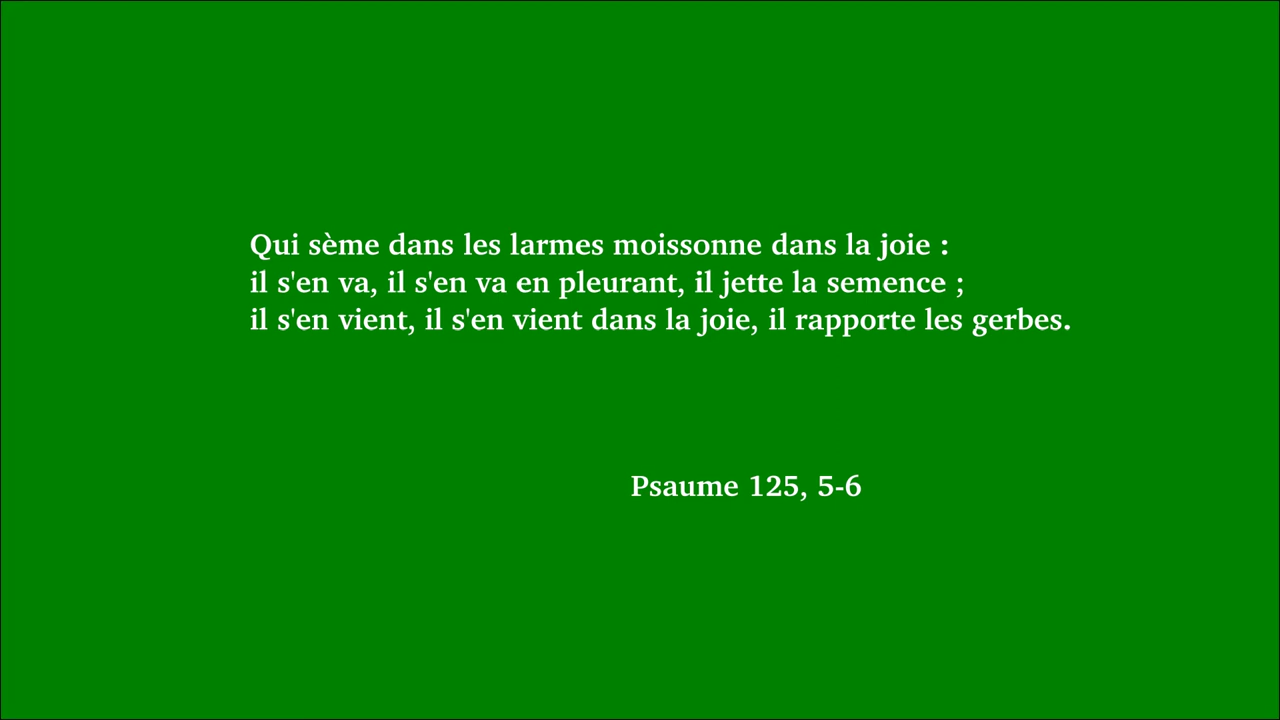 Qui sème dans les larmes moissonne dans la joie :
il s'en va, il s'en va en pleurant, il jette la semence ;
il s'en vient, il s'en vient dans la joie, il rapporte les gerbes.
Psaume 125, 5-6